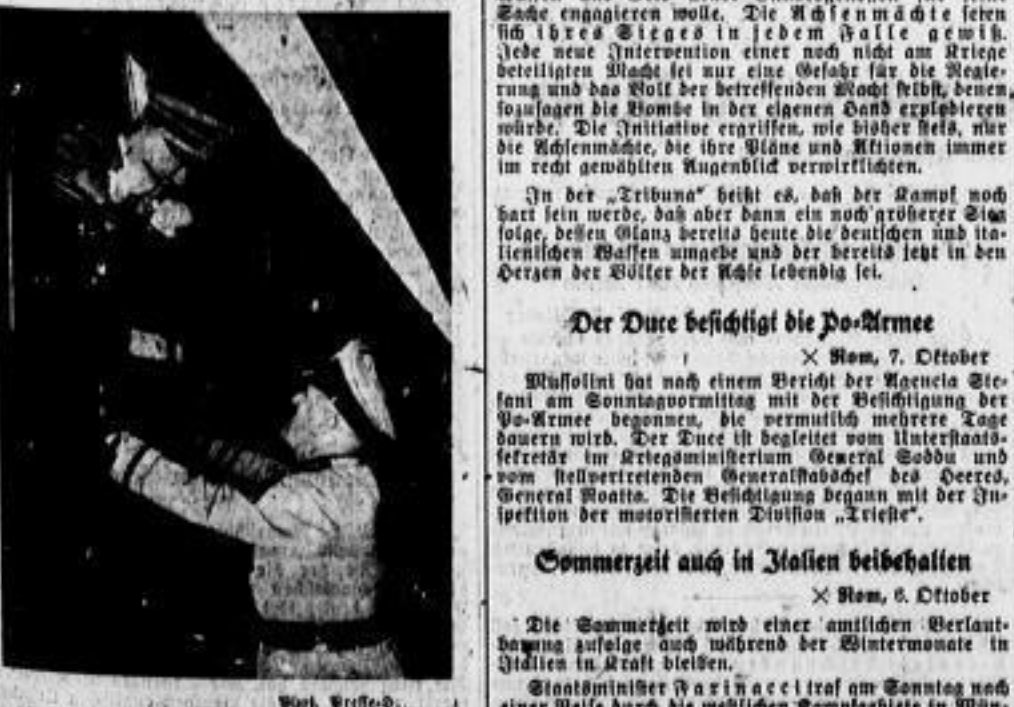 Sache engagieren wolle. Die Achsenmächte seien
sich ihres Sieges in jedem Falle gewiß.
Jede neue Intervention einer noch nicht am Kriege
beteiligten Macht sei nur eine Gefahr für die Regie-
rung und das Volk der betreffenden Macht selbst, denen
sozusagen die Bombe in der eigenen Hand explodieren
würde. Die Initiative ergriffen, wie bisher stets, nur
die Achsenmächte, die ihre Pläne und Aktionen immer
im recht gewählten Augenblick verwirklichten.
In der „Tribuna“ heißt es, daß der Kampf noch
hart sein werde, daß aber dann ein noch größerer Sieg
folge, dessen Glanz bereits heute die deutschen und ita-
lienischen Waffen umgebe und der bereits jetzt in den
Herzen der Völker der Achse lebendig sei.
Der Duce besichtigt die Po-Armee
× Rom, 7. Oktober
Mussolini hat nach einem Bericht der Agencia Ste-
fani am Sonntagvormittag mit der Besichtigung der
Po-Armee begonnen, die vermutlich mehrere Tage
dauern wird. Der Duce ist begleitet vom Unterstaats-
sekretär im Kriegsministerium General Soddu und
vom stellvertretenden Generalstabschef des Heeres,
General Roatta. Die Besichtigung begann mit der In-
spektion der motorisierten Division „Trieste“.
Sommerzeit auch in Italien beibehalten
× Rom, 6. Oktober
Die Sommerzeit wird einer amtlichen Verlaut-
barung zufolge auch während der Wintermonate in
Italien in Kraft bleiben.
Staatsminister Farinacci traf am Sonntag nach
einer Reise durch die westlichen Kampfgebiete in Mün-